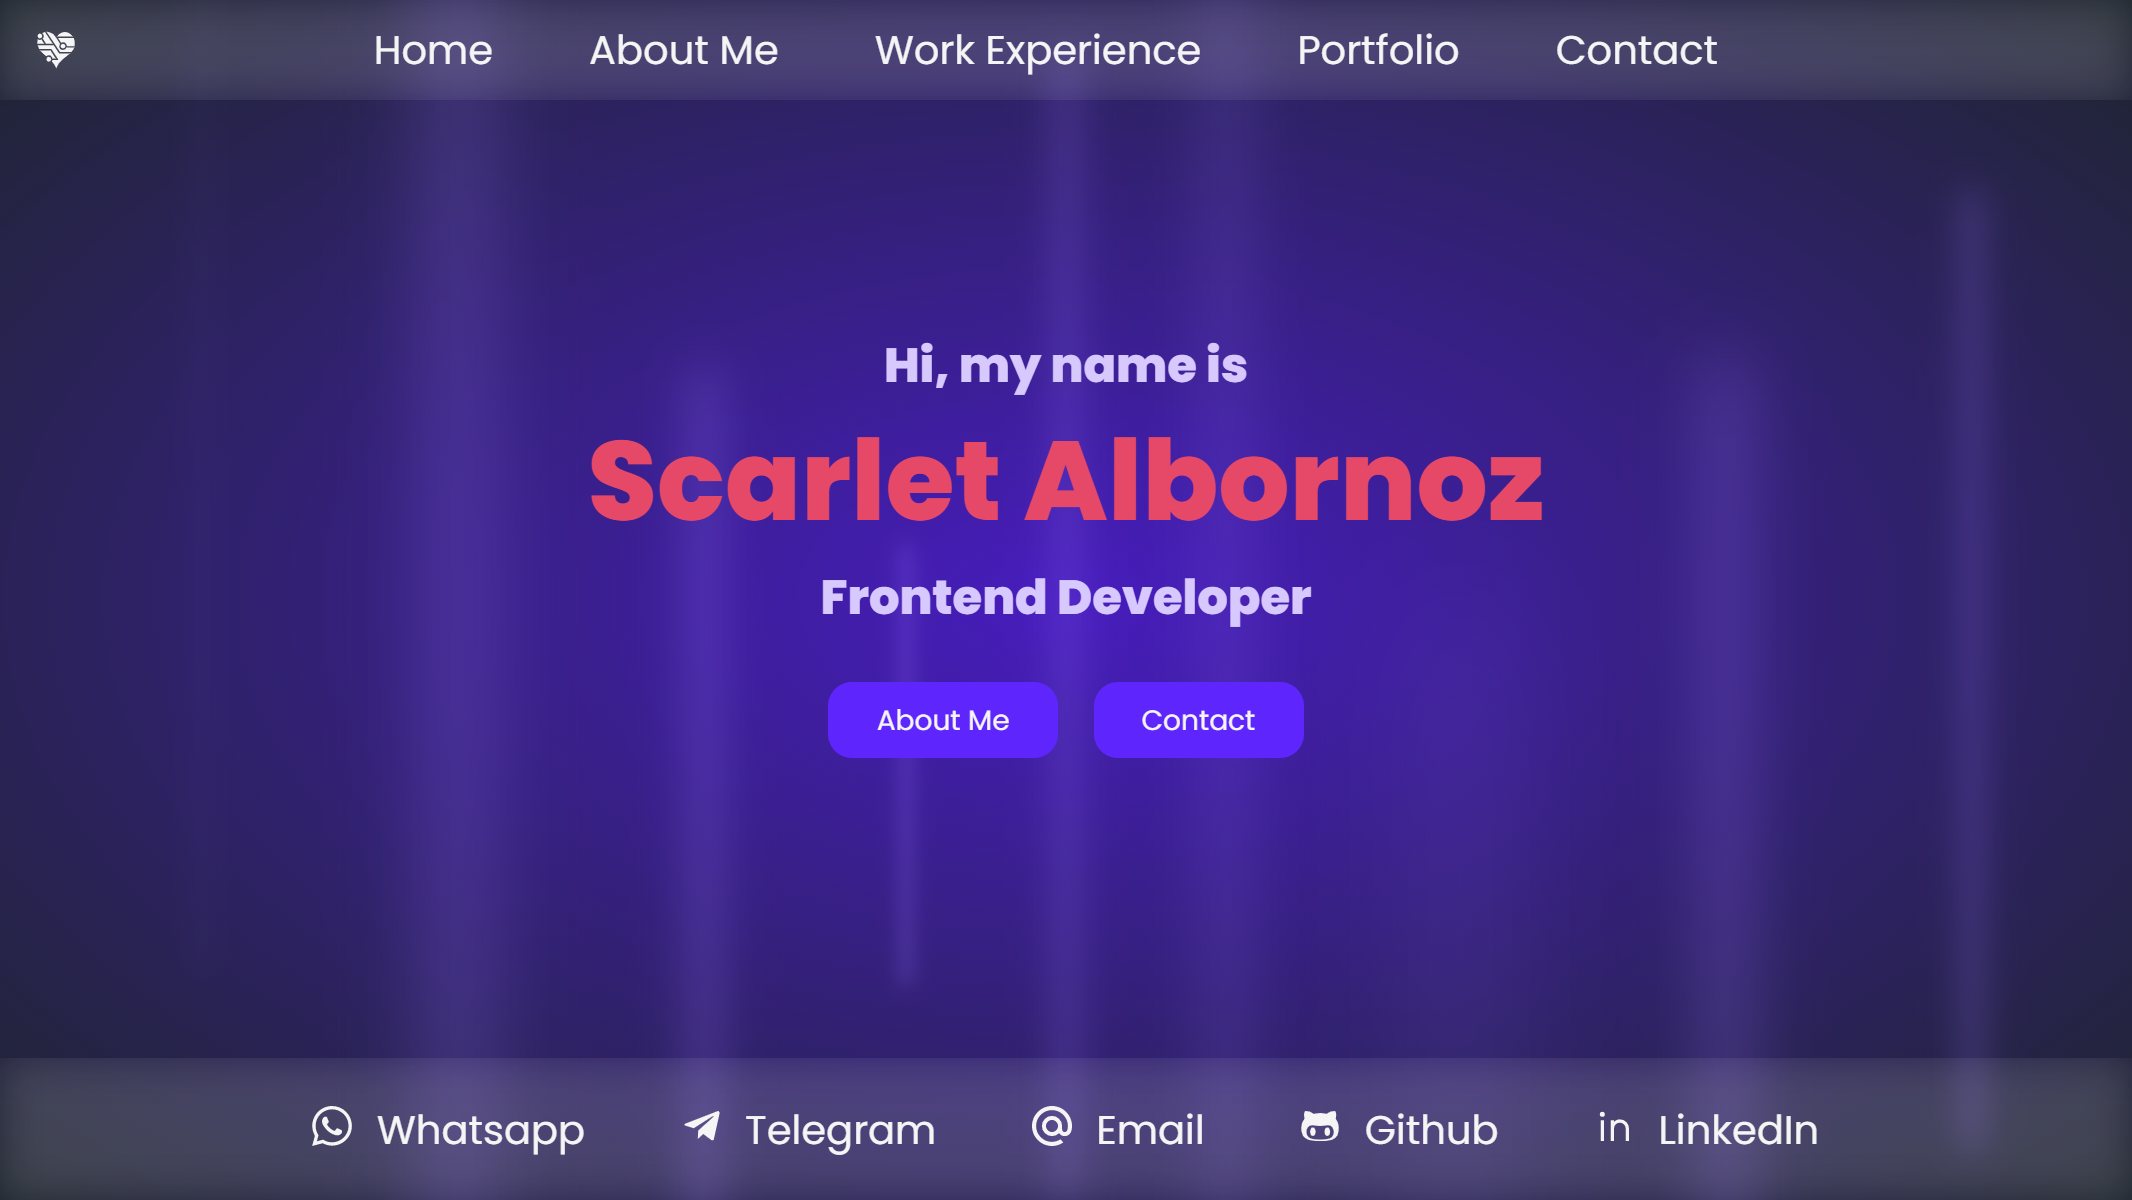 Home About Me Work Experience Portfolio Contact
Hi, my name is
Scarlet Albornoz
Frontend Developer
About Me Contact
Whatsapp Telegram Email Github LinkedIn